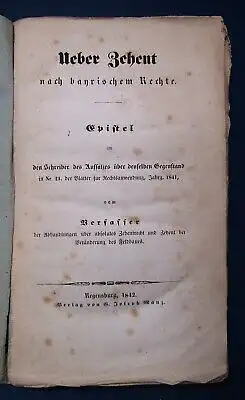 Ueber Zehent
nach bayrischem Rechte.
Epistel
an
den Schreiber des Aufsatzes über denselben Gegenstand
in Nr. 13. der Blätter für Rechtsanwendung, Jahrg. 1841,
vom
Verfasser
der Abhandlungen über absolutes Zehentrecht und Zehent bei
Veränderung des Feldbaues.
Regensburg, 1842.
Verlag von G. Joseph Manz.